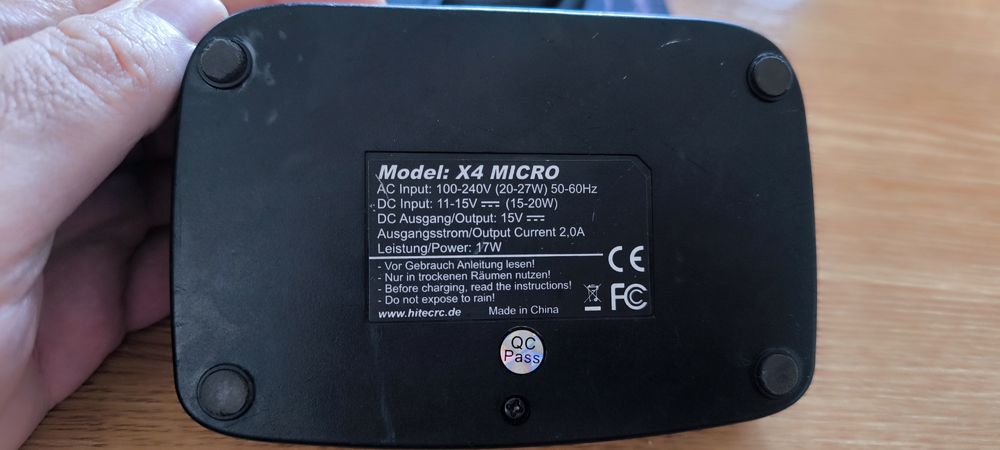 Model: X4 MICRO
AC Input: 100-240V (20-27W) 50-60Hz
DC Input: 11-15V ⎓ (15-20W)
DC Ausgang/Output: 15V ⎓
Ausgangsstrom/Output Current 2,0A
Leistung/Power: 17W
- Vor Gebrauch Anleitung lesen!
- Nur in trockenen Räumen nutzen!
- Before charging, read the instructions!
- Do not expose to rain!
www.hitecrc.de Made in China
CE
FC
QC
Pass